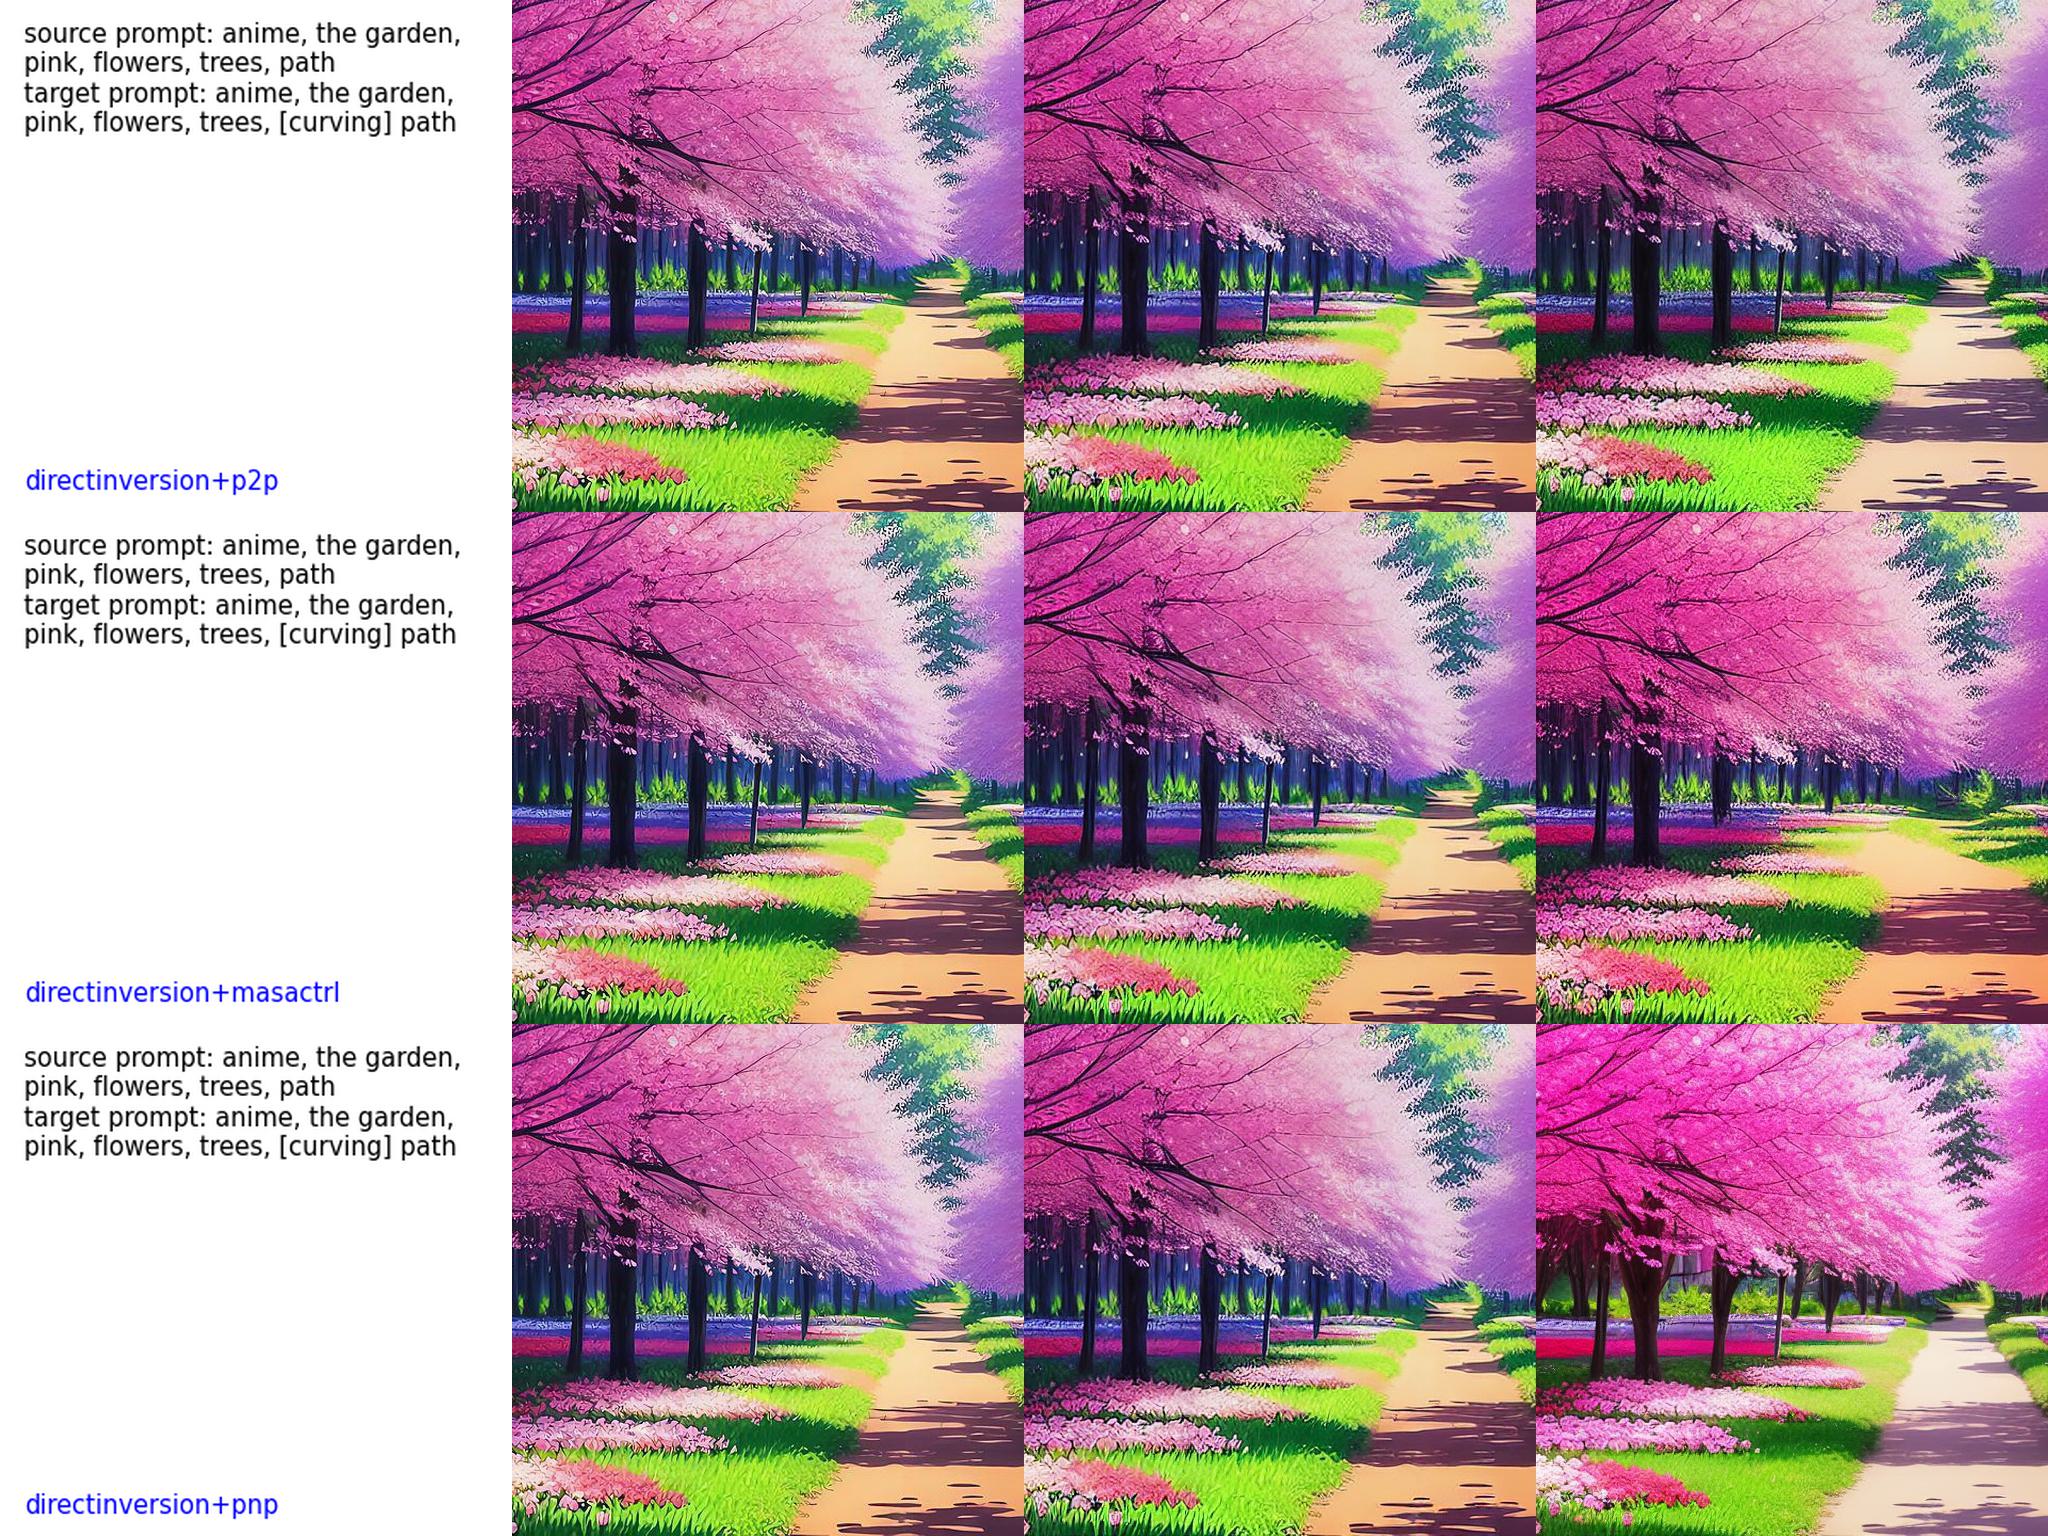 source prompt: anime, the garden,
pink, flowers, trees, path
target prompt: anime, the garden,
pink, flowers, trees, [curving] path
directinversion+p2p
source prompt: anime, the garden,
pink, flowers, trees, path
target prompt: anime, the garden,
pink, flowers, trees, [curving] path
directinversion+masactrl
source prompt: anime, the garden,
pink, flowers, trees, path
target prompt: anime, the garden,
pink, flowers, trees, [curving] path
directinversion+pnp